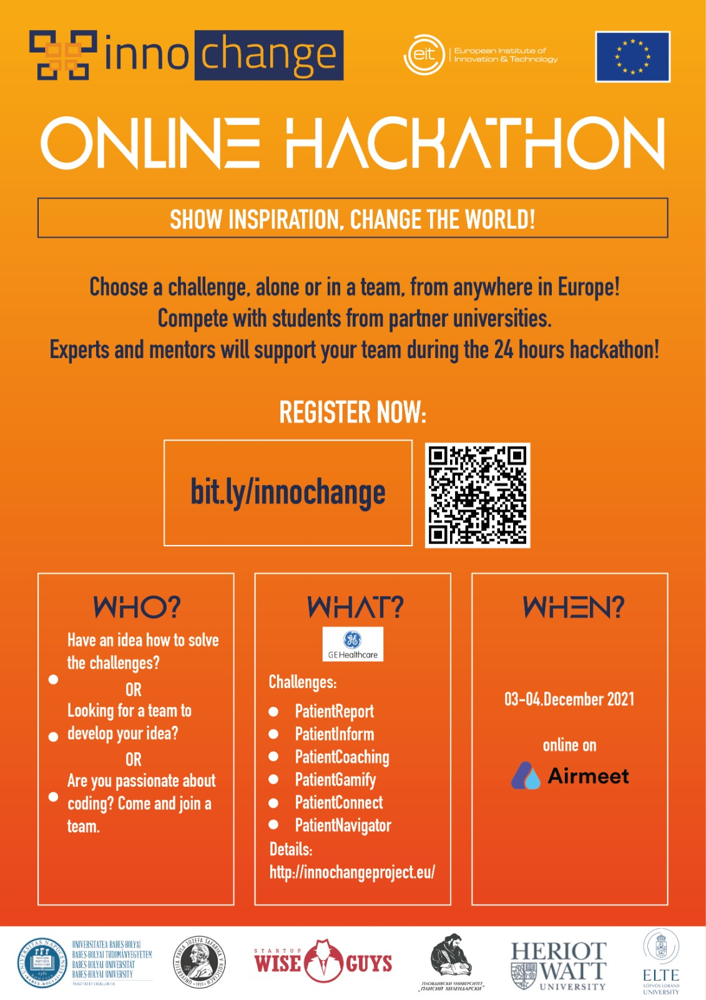 inno change
eit European Institute of
Innovation & Technology
ONLINE HACKATHON
SHOW INSPIRATION, CHANGE THE WORLD!
Choose a challenge, alone or in a team, from anywhere in Europe!
Compete with students from partner universities.
Experts and mentors will support your team during the 24 hours hackathon!
REGISTER NOW:
bit.ly/innochange
WHO?
Have an idea how to solve
the challenges?
OR
Looking for a team to
develop your idea?
OR
Are you passionate about
coding? Come and join a
team.
WHAT?
GE Healthcare
Challenges:
PatientReport
PatientInform
PatientCoaching
PatientGamify
PatientConnect
PatientNavigator
Details:
http://innochangeproject.eu/
WHEN?
03-04.December 2021
online on
Airmeet
UNIVERSITATEA BABEȘ-BOLYAI
BABEȘ-BOLYAI TUDOMÁNYEGYETEM
BABEȘ-BOLYAI UNIVERSITÄT
BABEȘ-BOLYAI UNIVERSITY
TRADITIO ET EXCELLENTIA
UNIVERZITA PAVLA JOZEFA ŠAFÁRIKA V KOŠICIACH
1959
STARTUP
WISE GUYS
ПЛОВДИВСКИ УНИВЕРСИТЕТ
„ПАИСИЙ ХИЛЕНДАРСКИ"
HERIOT
WATT
UNIVERSITY
ELTE
EÖTVÖS LORÁND
UNIVERSITY